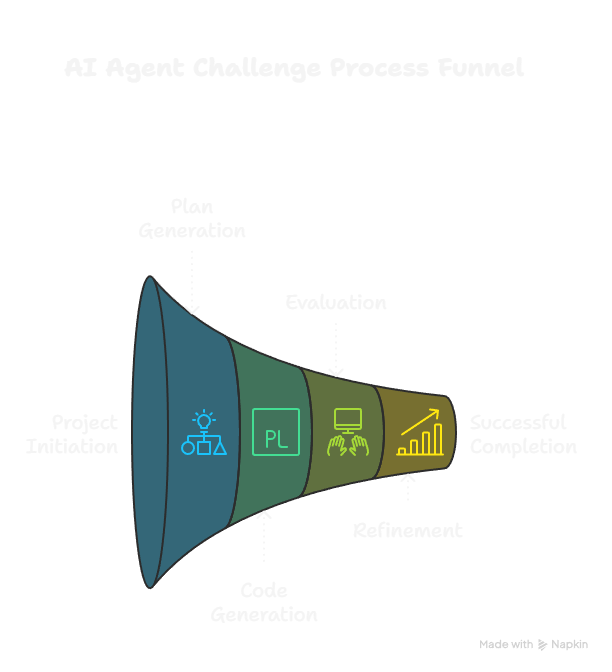 AI Agent Challenge Process Funnel
Plan
Generation
Evaluation
Project
Initiation
PL
Successful
Completion
Refinement
Code
Generation
Made with Napkin